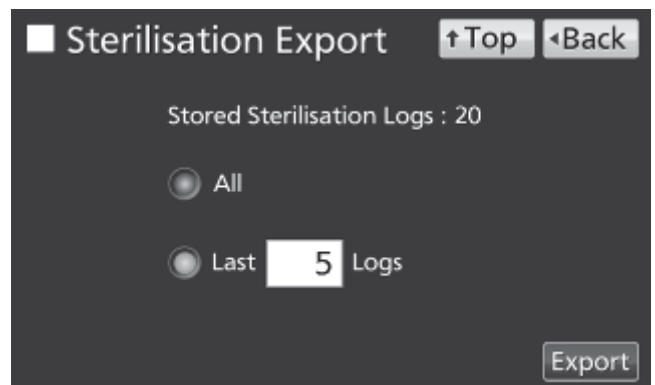 Sterilisation Export
Top
Back
Stored Sterilisation Logs : 20
All
Last 5 Logs
Export